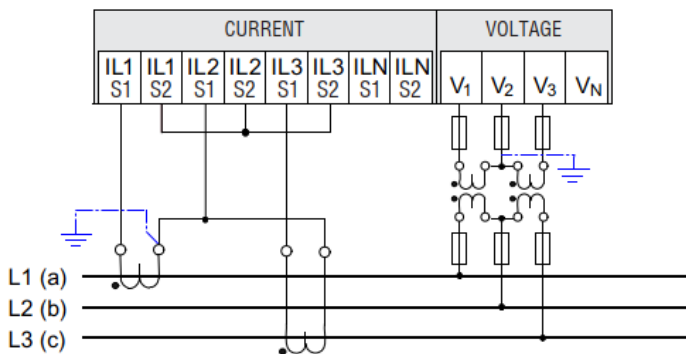 CURRENT VOLTAGE
IL1 IL1 IL2 IL2 IL3 IL3 ILN ILN
S1 S2 S1 S2 S1 S2 S1 S2
V1 V2 V3 VN
L1 (a)
L2 (b)
L3 (c)